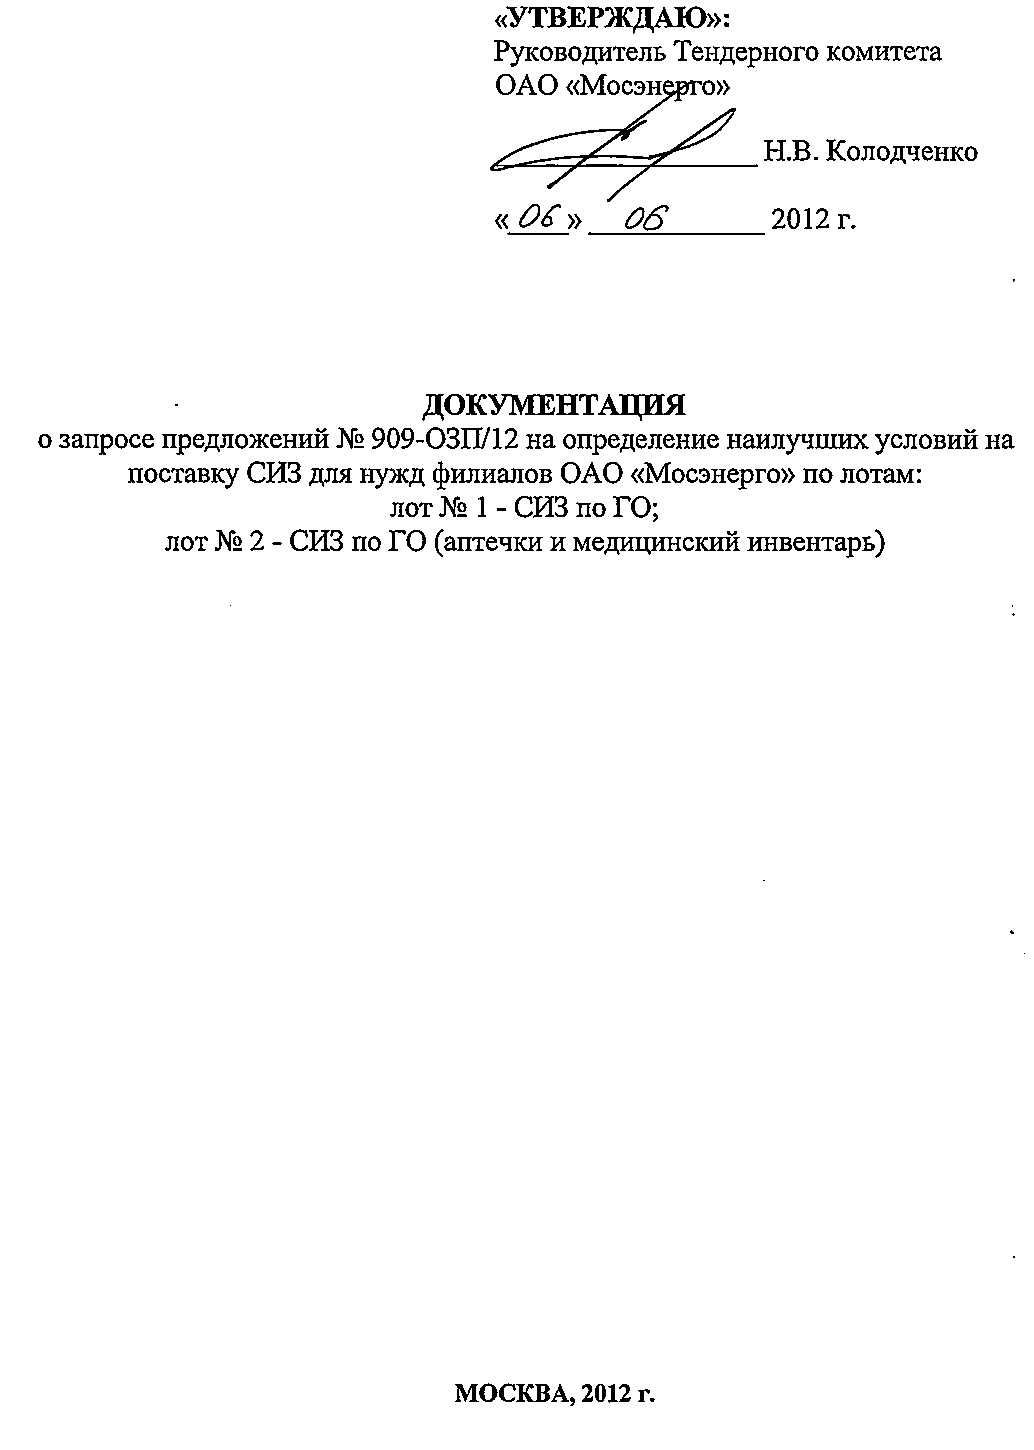 «УТВЕРЖДАЮ»:
Руководитель Тендерного комитета
ОАО «Мосэнерго»
Н.В. Колодченко
«06» 06 2012 г.
ДОКУМЕНТАЦИЯ
о запросе предложений № 909-ОЗП/12 на определение наилучших условий на
поставку СИЗ для нужд филиалов ОАО «Мосэнерго» по лотам:
лот № 1 - СИЗ по ГО;
лот № 2 - СИЗ по ГО (аптечки и медицинский инвентарь)
МОСКВА, 2012 г.